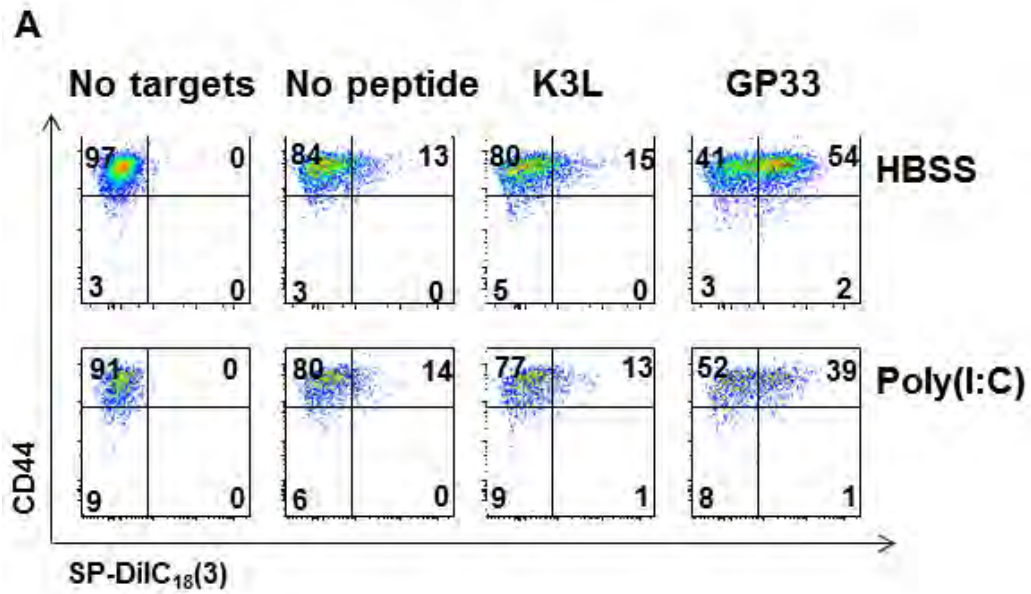 A
No targets No peptide K3L GP33
97 0 84 13 80 15 41 54 HBSS
3 0 3 0 5 0 3 2
91 0 80 14 77 13 52 39 Poly(I:C)
9 0 6 0 9 1 8 1
CD44
SP-DiIC18(3)